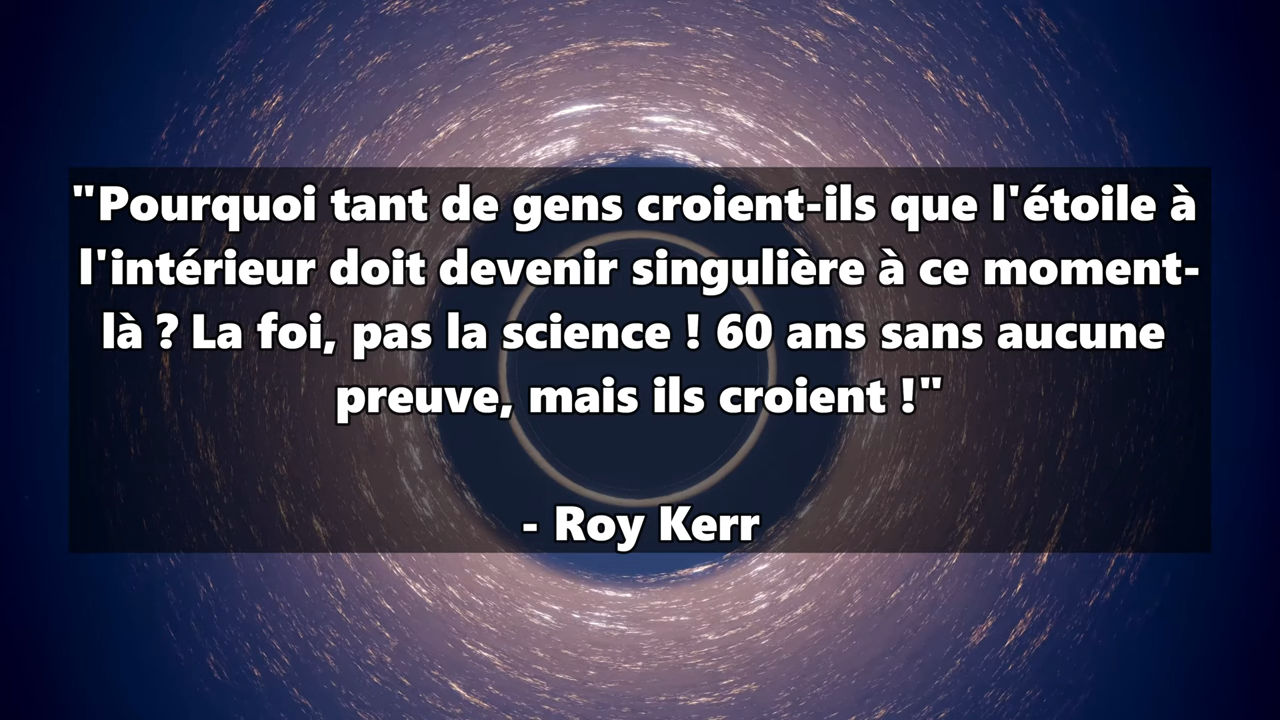 "Pourquoi tant de gens croient-ils que l'étoile à
l'intérieur doit devenir singulière à ce moment-
là ? La foi, pas la science ! 60 ans sans aucune
preuve, mais ils croient !"
- Roy Kerr